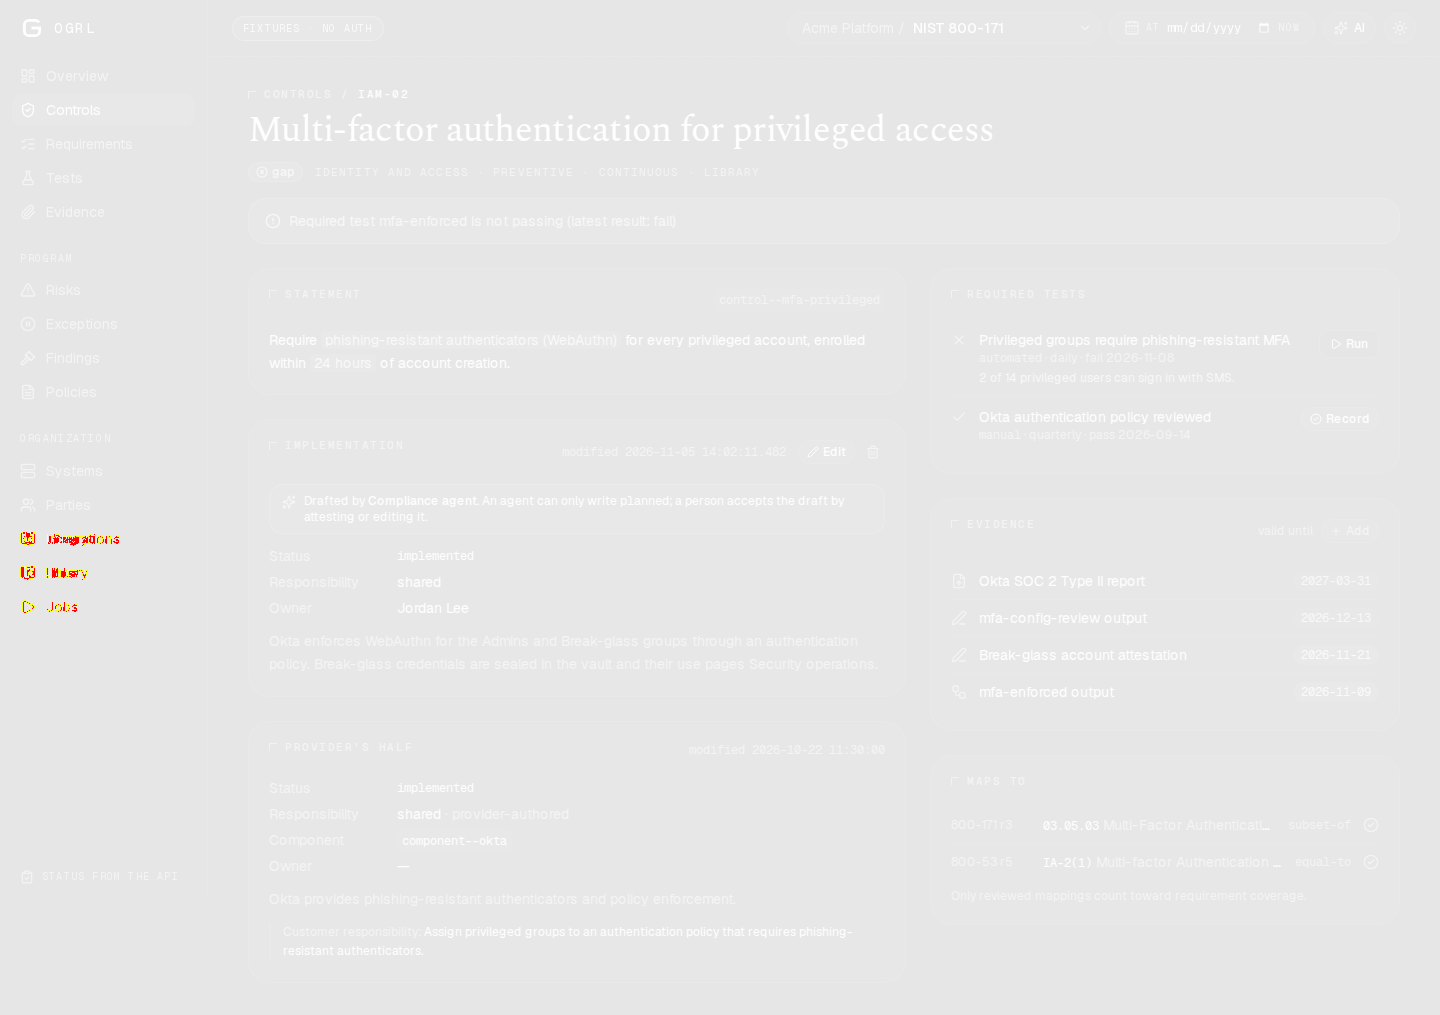 OGRL
FIXTURES NO AUTH
Acme Platform / NIST 800-171
AT mm/dd/yyyy NOW
AI
Overview
Controls
Requirements
Tests
Evidence
PROGRAM
Risks
Exceptions
Findings
Policies
ORGANIZATION
Systems
Parties
Jobs
STATUS FROM THE API
CONTROLS / IAM-02
Multi-factor authentication for privileged access
gap IDENTITY AND ACCESS · PREVENTIVE · CONTINUOUS · LIBRARY
Required test mfa-enforced is not passing (latest result: fail)
STATEMENT
control--mfa-privileged
Require phishing-resistant authenticators (WebAuthn) for every privileged account, enrolled
within 24 hours of account creation.
IMPLEMENTATION
modified 2026-11-05 14:02:11.482 Edit
Drafted by Compliance agent. An agent can only write planned; a person accepts the draft by
attesting or editing it.
Status implemented
Responsibility shared
Owner Jordan Lee
Okta enforces WebAuthn for the Admins and Break-glass groups through an authentication
policy. Break-glass credentials are sealed in the vault and their use pages Security operations.
PROVIDER'S HALF
modified 2026-10-22 11:30:00
Status implemented
Responsibility shared · provider-authored
Component component--okta
Owner —
Okta provides phishing-resistant authenticators and policy enforcement.
Customer responsibility: Assign privileged groups to an authentication policy that requires phishing-
resistant authenticators.
REQUIRED TESTS
Privileged groups require phishing-resistant MFA Run
automated · daily · fail 2026-11-06
2 of 14 privileged users can sign in with SMS.
Okta authentication policy reviewed Record
manual · quarterly · pass 2026-09-14
EVIDENCE
valid until + Add
Okta SOC 2 Type II report 2027-03-31
mfa-config-review output 2026-12-13
Break-glass account attestation 2026-11-21
mfa-enforced output 2026-11-09
MAPS TO
800-171r3 03.05.03 Multi-Factor Authenticati… subset-of
800-53r5 IA-2(1) Multi-factor Authentication … equal-to
Only reviewed mappings count toward requirement coverage.